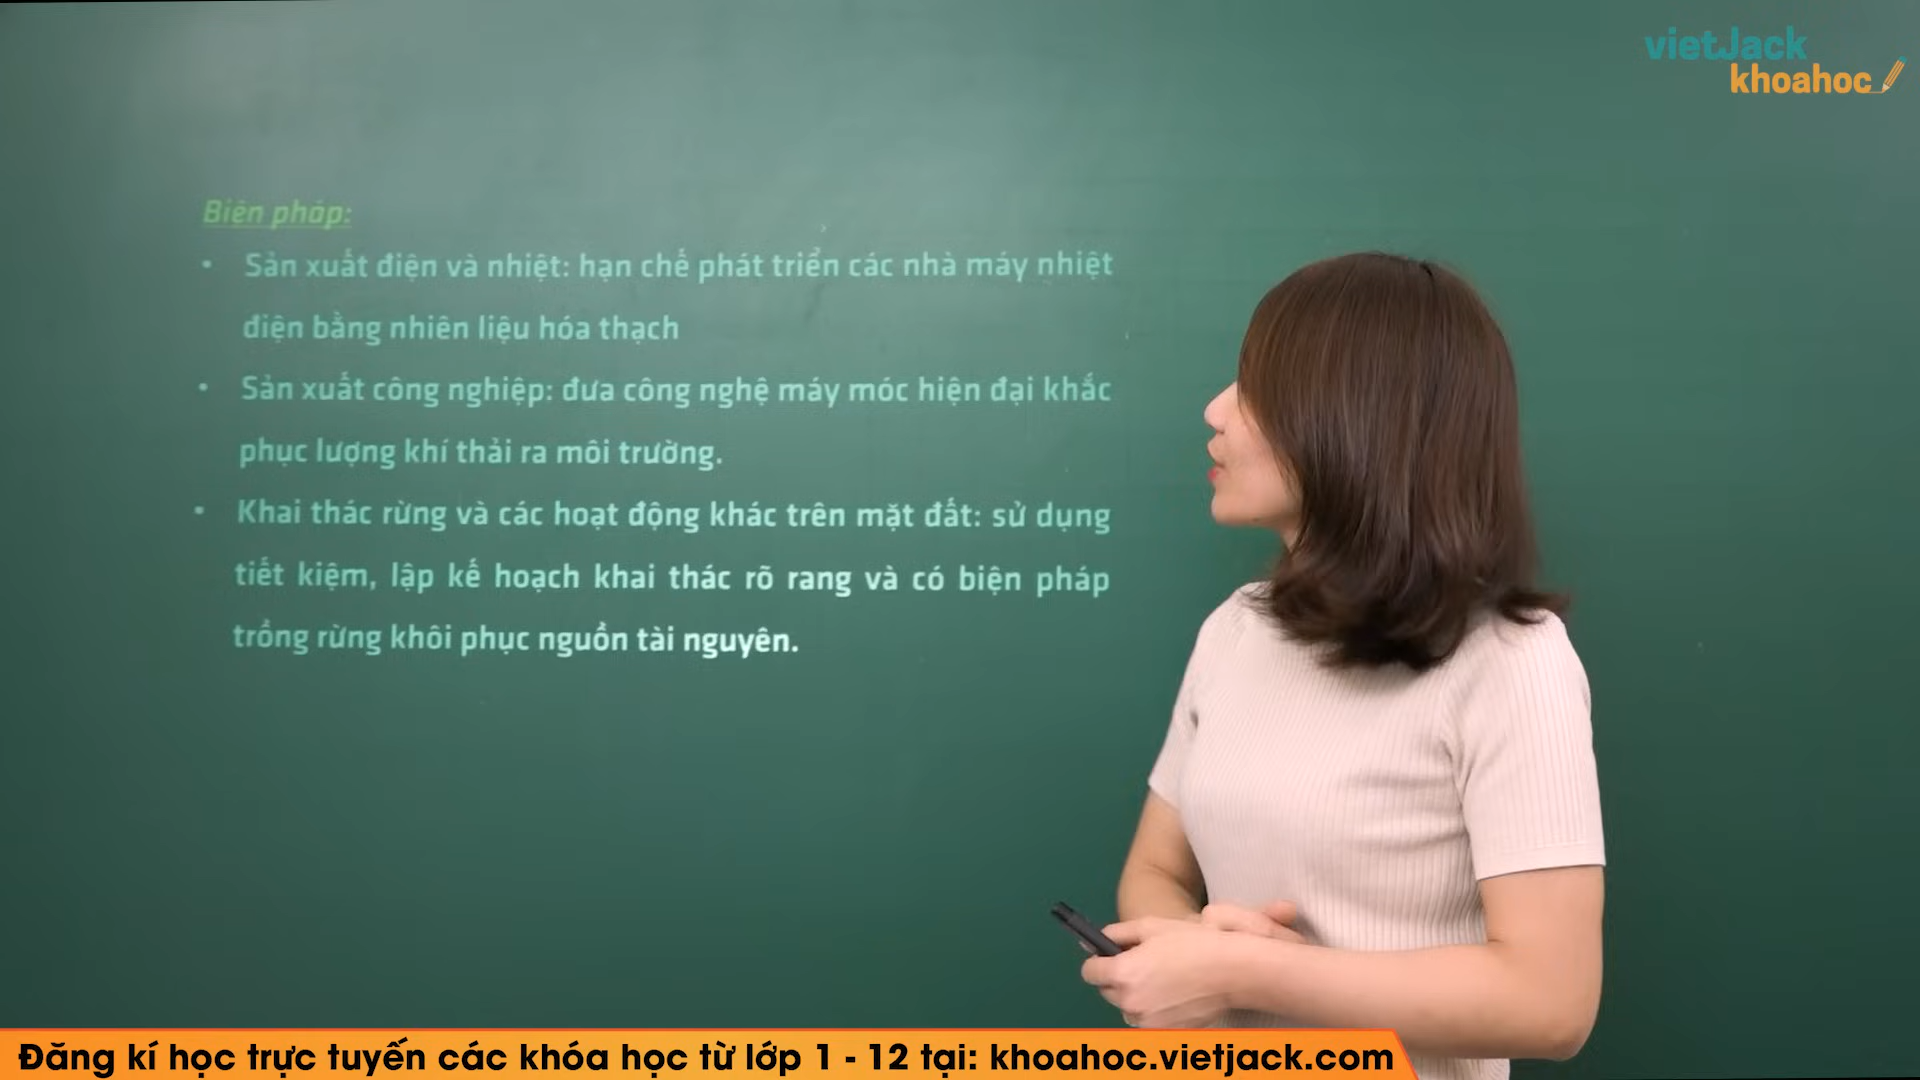 vietJack
khoahoc
Biện pháp:
• Sản xuất điện và nhiệt: hạn chế phát triển các nhà máy nhiệt
điện bằng nhiên liệu hóa thạch
• Sản xuất công nghiệp: đưa công nghệ máy móc hiện đại khắc
phục lượng khí thải ra môi trường.
• Khai thác rừng và các hoạt động khác trên mặt đất: sử dụng
tiết kiệm, lập kế hoạch khai thác rõ rang và có biện pháp
trồng rừng khôi phục nguồn tài nguyên.
Đăng kí học trực tuyến các khóa học từ lớp 1 - 12 tại: khoahoc.vietjack.com